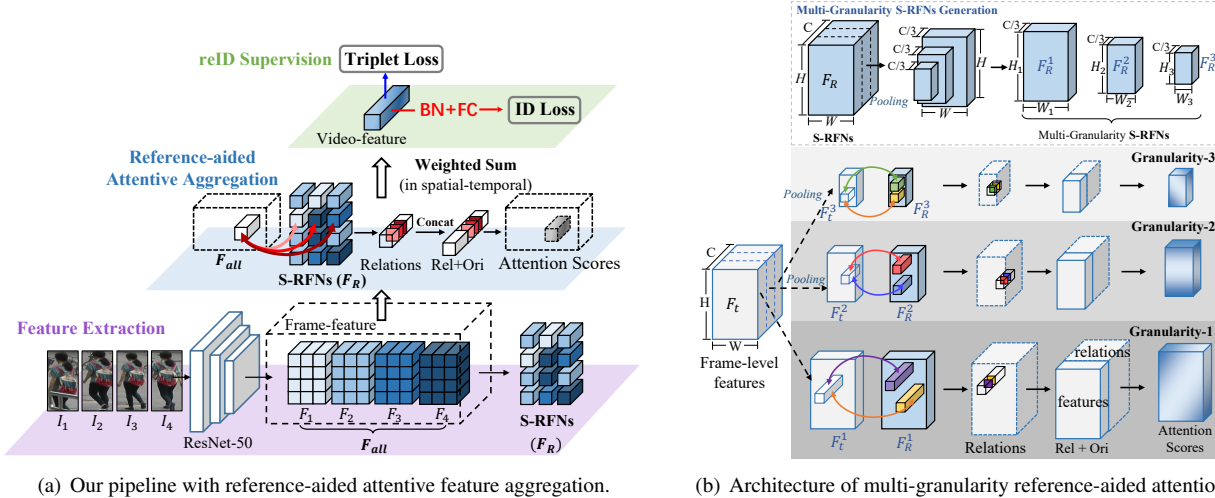 reID Supervision
Triplet Loss
BN+FC
ID Loss
Video-feature
Reference-aided
Attentive Aggregation
Weighted Sum
(in spatial-temporal)
Concat
F_all
S-RFNs (F_R)
Relations
Rel+Ori
Attention Scores
Feature Extraction
Frame-feature
I_1 I_2 I_3 I_4
ResNet-50
F_1 F_2 F_3 F_4
F_all
S-RFNs
(F_R)
(a) Our pipeline with reference-aided attentive feature aggregation.
Multi-Granularity S-RFNs Generation
C
H
F_R
W
S-RFNs
Pooling
C/3
C/3
C/3
H
W
C/3
H_1
F_R^1
W_1
C/3
H_2
F_R^2
W_2
C/3
H_3
F_R^3
W_3
Multi-Granularity S-RFNs
Granularity-3
Pooling
F_t^3
F_R^3
Granularity-2
Pooling
F_t^2
F_R^2
C
H
F_t
W
Frame-level
features
Granularity-1
F_t^1
F_R^1
Relations
relations
features
Rel + Ori
Attention
Scores
(b) Architecture of multi-granularity reference-aided attentio